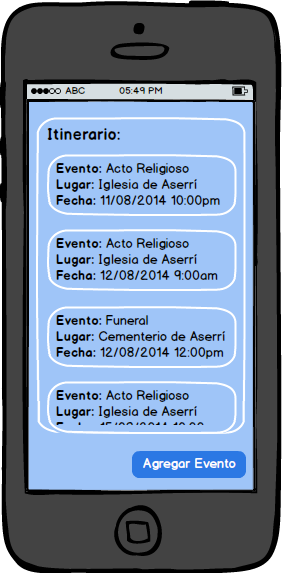 ABC 05:49 PM
Itinerario:
Evento: Acto Religioso
Lugar: Iglesia de Aserrí
Fecha: 11/08/2014 10:00pm
Evento: Acto Religioso
Lugar: Iglesia de Aserrí
Fecha: 12/08/2014 9:00am
Evento: Funeral
Lugar: Cementerio de Aserrí
Fecha: 12/08/2014 12:00pm
Evento: Acto Religioso
Lugar: Iglesia de Aserrí
Agregar Evento